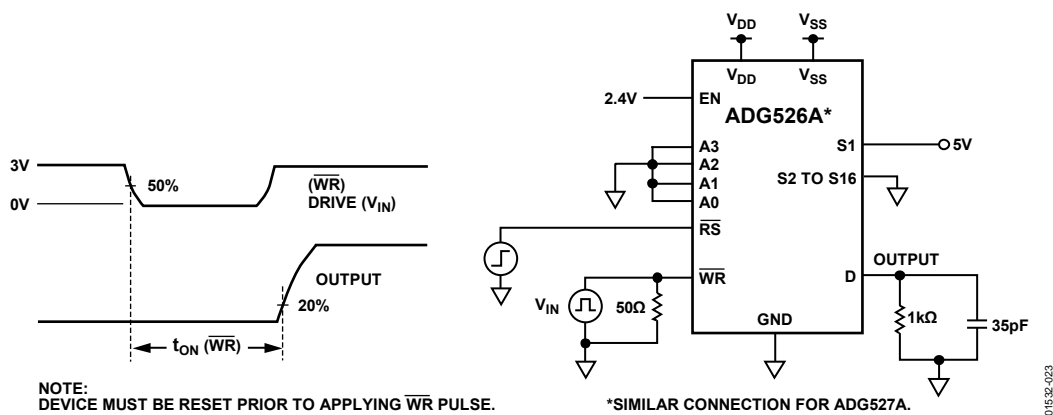 3V
0V
50%
(WR)
DRIVE (VIN)
OUTPUT
20%
tON (WR)
NOTE:
DEVICE MUST BE RESET PRIOR TO APPLYING WR PULSE.
VDD
VSS
VDD
VSS
2.4V
EN
ADG526A*
A3
A2
A1
A0
S1
5V
S2 TO S16
RS
WR
VIN
50Ω
OUTPUT
D
GND
1kΩ
35pF
*SIMILAR CONNECTION FOR ADG527A.
01532-023